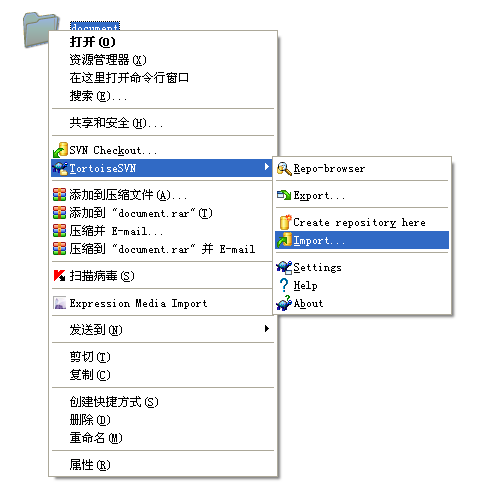 document
打开(O)
资源管理器(X)
在这里打开命令行窗口
搜索(E)...
共享和安全(H)...
SVN Checkout...
TortoiseSVN
添加到压缩文件(A)...
添加到 "document.rar"(T)
压缩并 E-mail...
压缩到 "document.rar" 并 E-mail
扫描病毒(S)
Expression Media Import
发送到(N)
剪切(T)
复制(C)
创建快捷方式(S)
删除(D)
重命名(M)
属性(R)
Repo-browser
Export...
Create repository here
Import...
Settings
Help
About